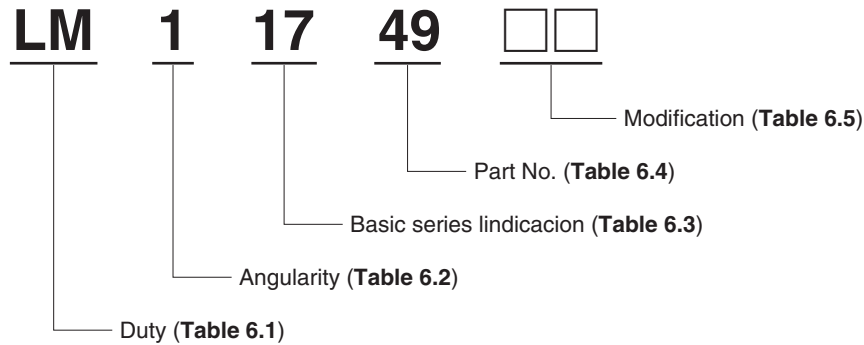 LM 1 17 49 □□
Modification (Table 6.5)
Part No. (Table 6.4)
Basic series lindicacion (Table 6.3)
Angularity (Table 6.2)
Duty (Table 6.1)